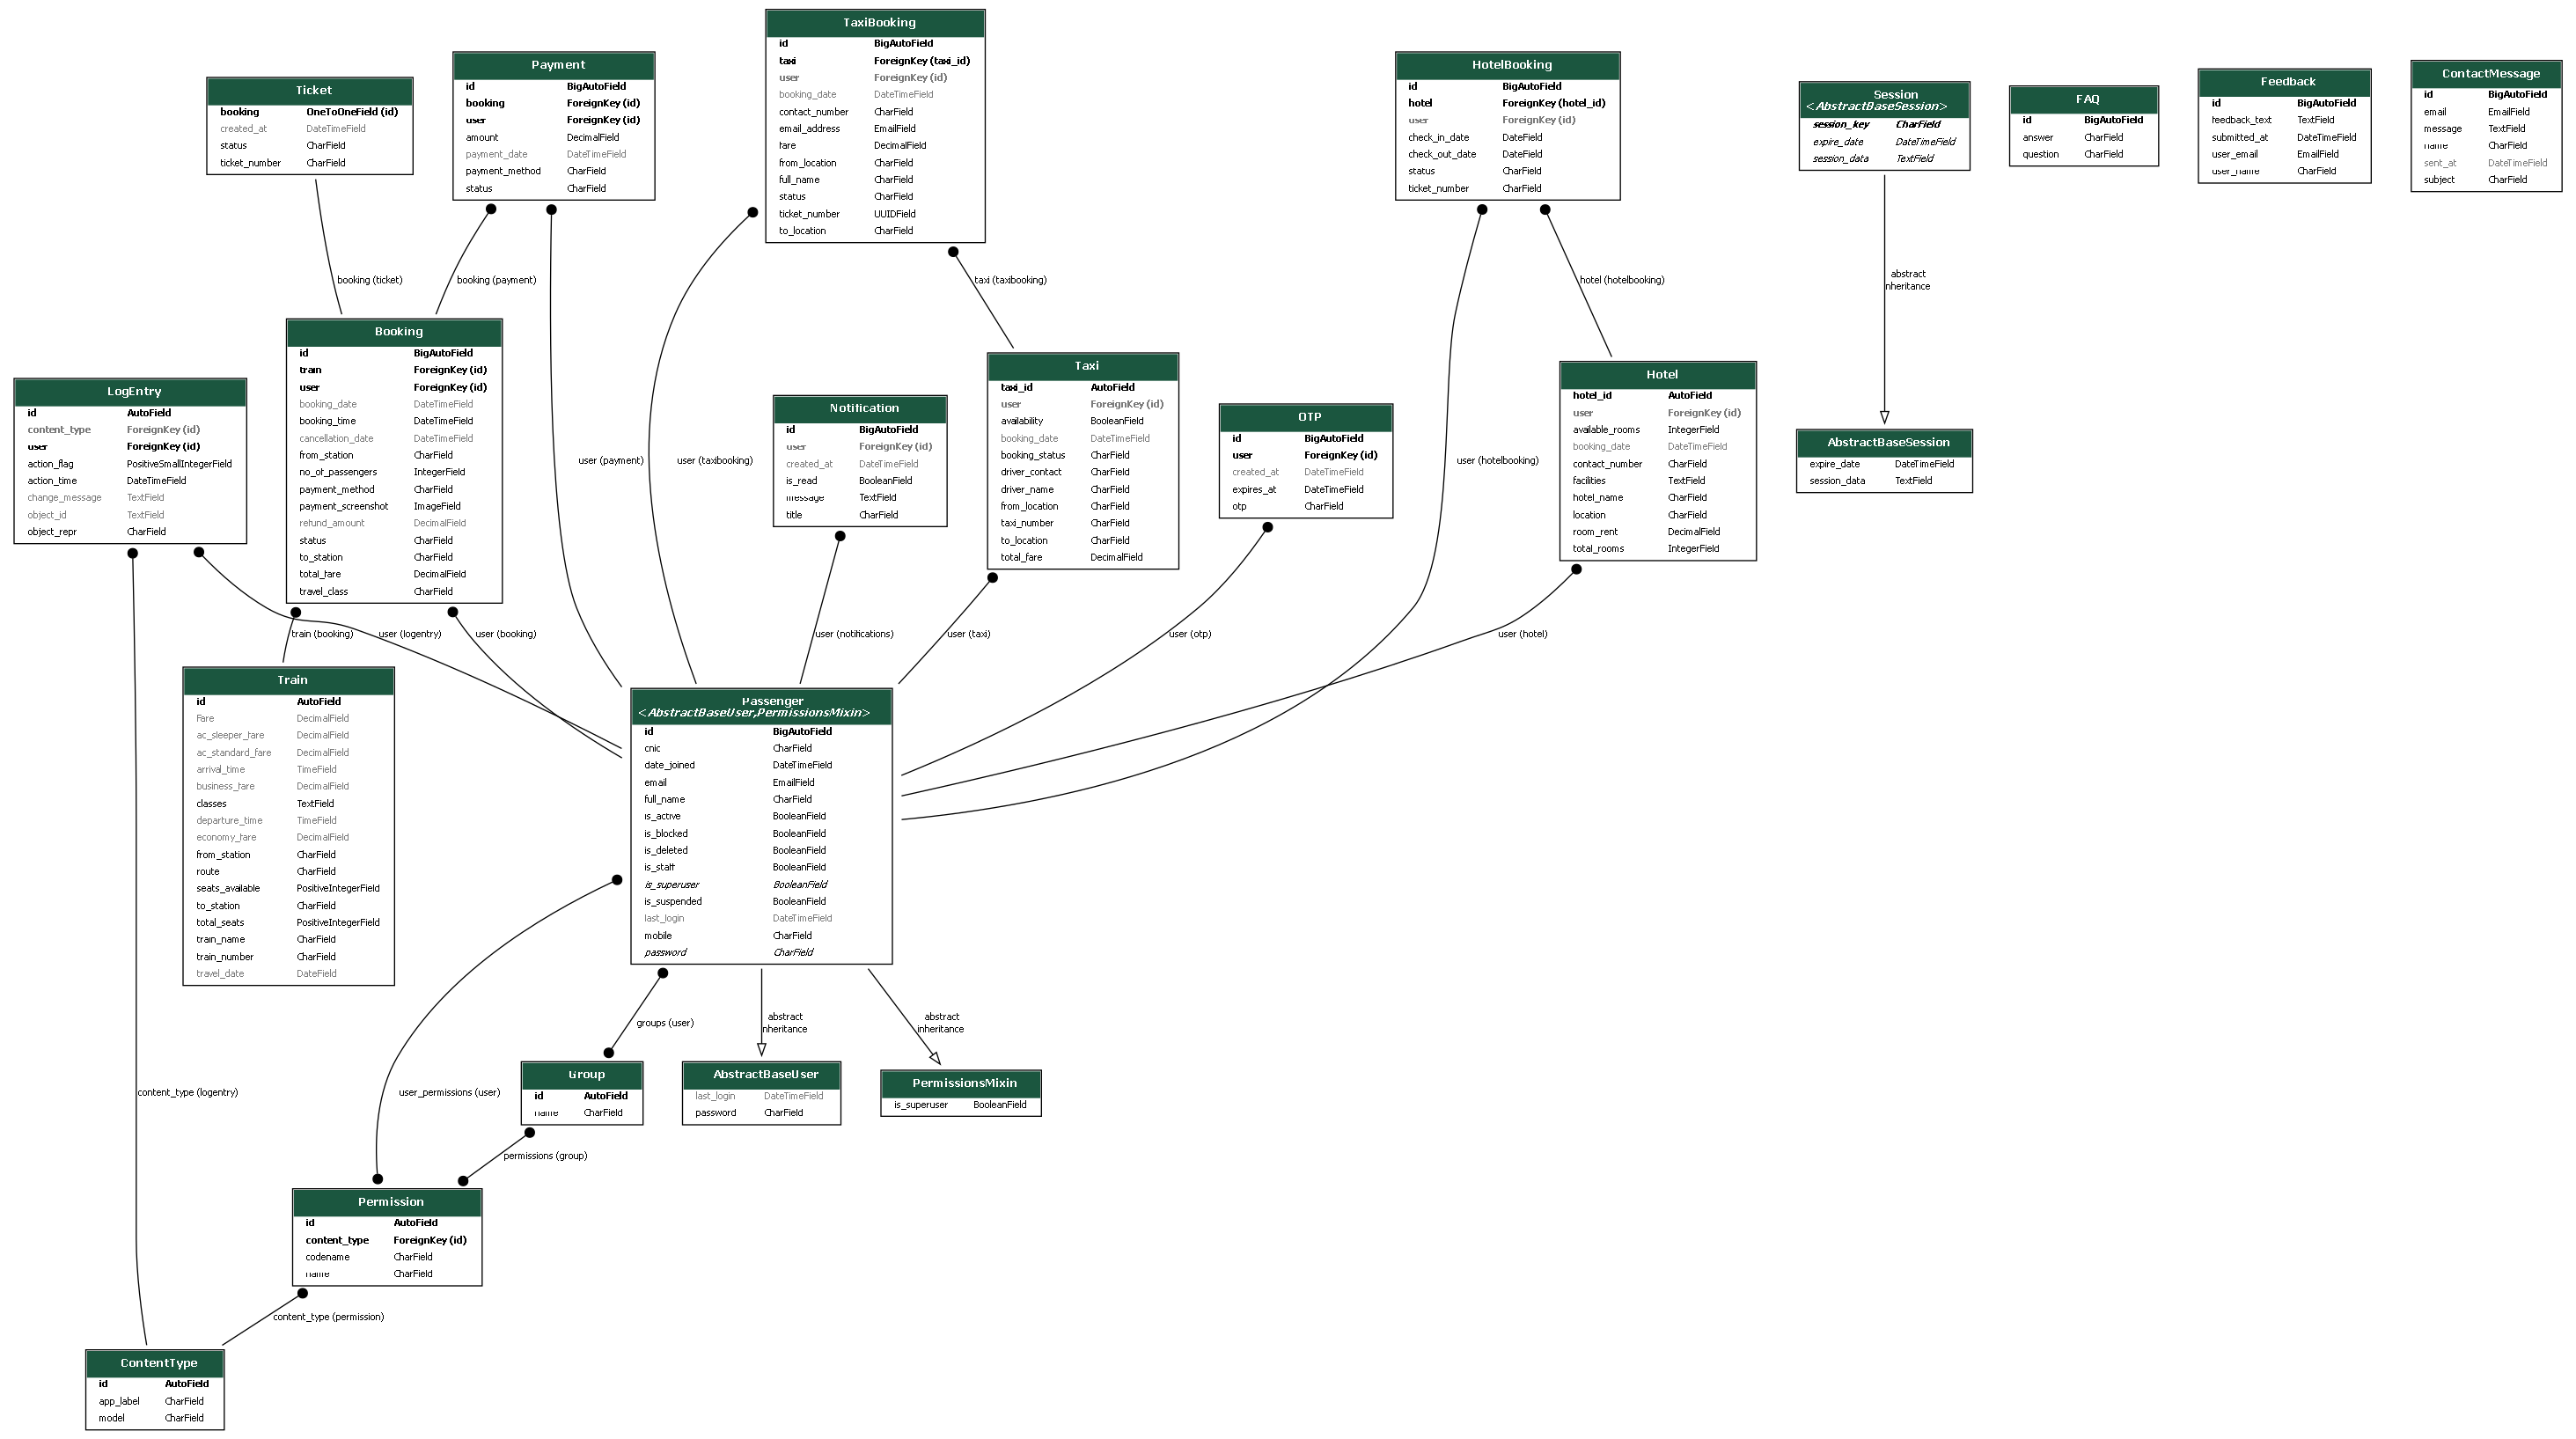 TaxiBooking
id BigAutoField
taxi ForeignKey (taxi_id)
user ForeignKey (id)
booking_date DateTimeField
contact_number CharField
email_address EmailField
fare DecimalField
from_location CharField
full_name CharField
status CharField
ticket_number UUIDField
to_location CharField
Payment
id BigAutoField
booking ForeignKey (id)
user ForeignKey (id)
amount DecimalField
payment_date DateTimeField
payment_method CharField
status CharField
Ticket
booking OneToOneField (id)
created_at DateTimeField
status CharField
ticket_number CharField
HotelBooking
id BigAutoField
hotel ForeignKey (hotel_id)
user ForeignKey (id)
check_in_date DateField
check_out_date DateField
status CharField
ticket_number CharField
Session
<AbstractBaseSession>
session_key CharField
expire_date DateTimeField
session_data TextField
FAQ
id BigAutoField
answer CharField
question CharField
Feedback
id BigAutoField
feedback_text TextField
submitted_at DateTimeField
user_email EmailField
user_name CharField
ContactMessage
id BigAutoField
email EmailField
message TextField
name CharField
sent_at DateTimeField
subject CharField
booking (ticket)
booking (payment)
taxi (taxibooking)
hotel (hotelbooking)
abstract
inheritance
Booking
id BigAutoField
train ForeignKey (id)
user ForeignKey (id)
booking_date DateTimeField
booking_time DateTimeField
cancellation_date DateTimeField
from_station CharField
no_of_passengers IntegerField
payment_method CharField
payment_screenshot ImageField
refund_amount DecimalField
status CharField
to_station CharField
total_fare DecimalField
travel_class CharField
LogEntry
id AutoField
content_type ForeignKey (id)
user ForeignKey (id)
action_flag PositiveSmallIntegerField
action_time DateTimeField
change_message TextField
object_id TextField
object_repr CharField
Notification
id BigAutoField
user ForeignKey (id)
created_at DateTimeField
is_read BooleanField
message TextField
title CharField
Taxi
taxi_id AutoField
user ForeignKey (id)
availability BooleanField
booking_date DateTimeField
booking_status CharField
driver_contact CharField
driver_name CharField
from_location CharField
taxi_number CharField
to_location CharField
total_fare DecimalField
OTP
id BigAutoField
user ForeignKey (id)
created_at DateTimeField
expires_at DateTimeField
otp CharField
Hotel
hotel_id AutoField
user ForeignKey (id)
available_rooms IntegerField
booking_date DateTimeField
contact_number CharField
facilities TextField
hotel_name CharField
location CharField
room_rent DecimalField
total_rooms IntegerField
AbstractBaseSession
expire_date DateTimeField
session_data TextField
user (payment)
user (taxibooking)
user (hotelbooking)
train (booking)
user (logentry)
user (booking)
user (notifications)
user (taxi)
user (otp)
user (hotel)
Train
id AutoField
Fare DecimalField
ac_sleeper_fare DecimalField
ac_standard_fare DecimalField
arrival_time TimeField
business_fare DecimalField
classes TextField
departure_time TimeField
economy_fare DecimalField
from_station CharField
route CharField
seats_available PositiveIntegerField
to_station CharField
total_seats PositiveIntegerField
train_name CharField
train_number CharField
travel_date DateField
Passenger
<AbstractBaseUser,PermissionsMixin>
id BigAutoField
cnic CharField
date_joined DateTimeField
email EmailField
full_name CharField
is_active BooleanField
is_blocked BooleanField
is_deleted BooleanField
is_staff BooleanField
is_superuser BooleanField
is_suspended BooleanField
last_login DateTimeField
mobile CharField
password CharField
groups (user)
abstract
inheritance
abstract
inheritance
content_type (logentry)
user_permissions (user)
Group
id AutoField
name CharField
AbstractBaseUser
last_login DateTimeField
password CharField
PermissionsMixin
is_superuser BooleanField
permissions (group)
Permission
id AutoField
content_type ForeignKey (id)
codename CharField
name CharField
content_type (permission)
ContentType
id AutoField
app_label CharField
model CharField